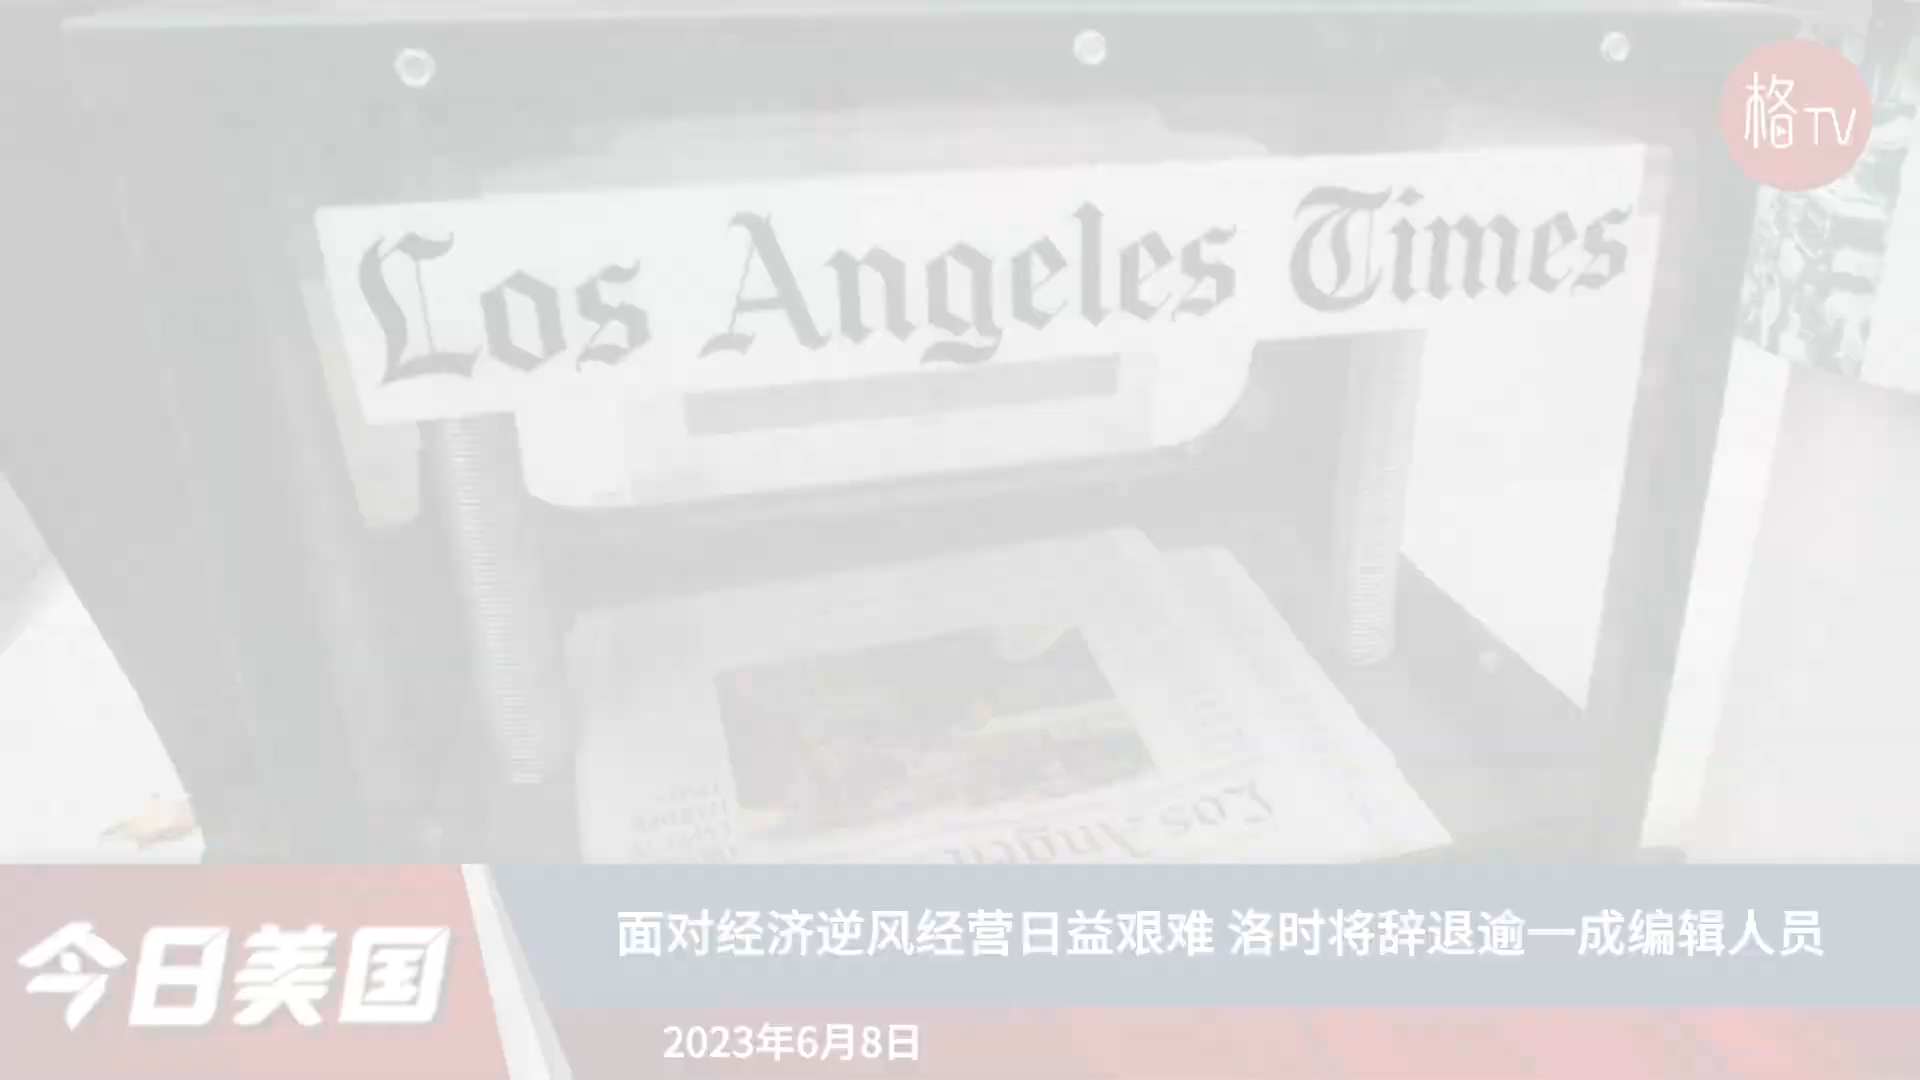 格TV
Los Angeles Times
Los Angeles
今日美国
面对经济逆风经营日益艰难 洛时将辞退逾一成编辑人员
2023年6月8日